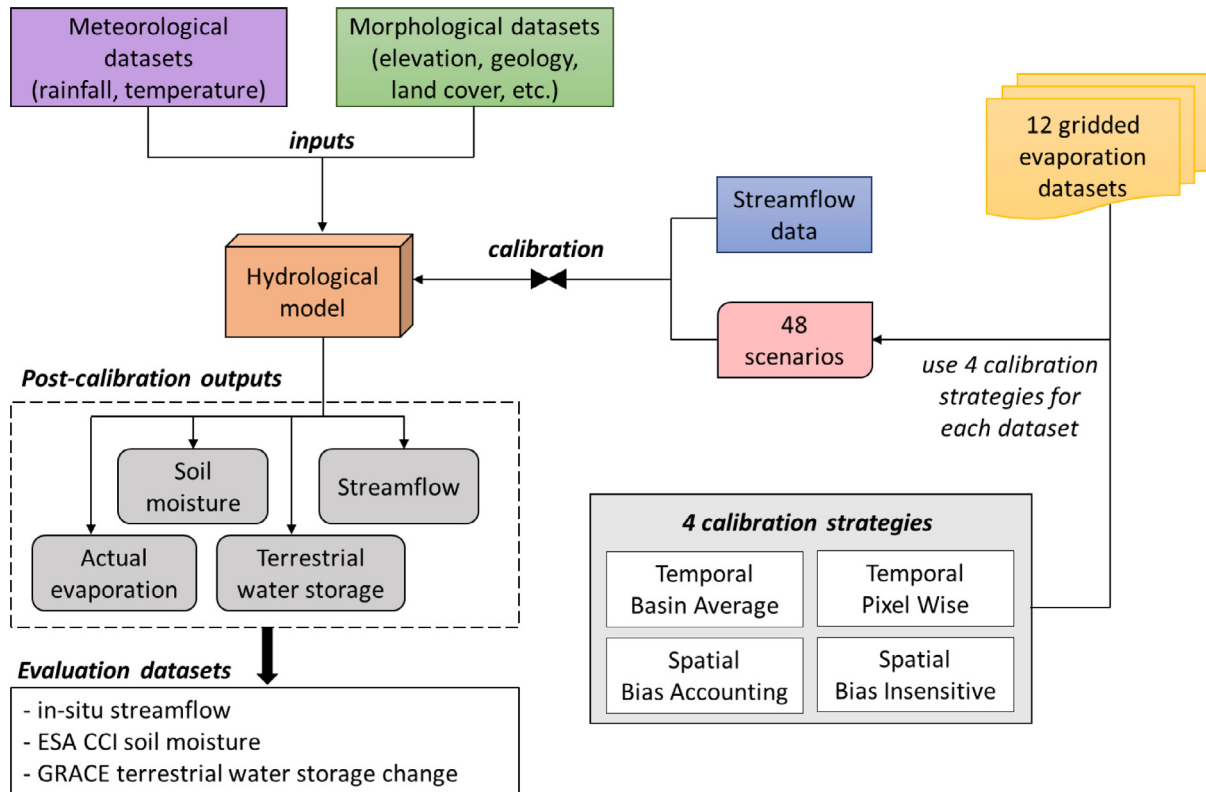 Meteorological
datasets
(rainfall, temperature)
Morphological datasets
(elevation, geology,
land cover, etc.)
inputs
12 gridded
evaporation
datasets
Streamflow
data
calibration
Hydrological
model
48
scenarios
use 4 calibration
strategies for
each dataset
Post-calibration outputs
Soil
moisture
Streamflow
Actual
evaporation
Terrestrial
water storage
4 calibration strategies
Temporal
Basin Average
Temporal
Pixel Wise
Spatial
Bias Accounting
Spatial
Bias Insensitive
Evaluation datasets
- in-situ streamflow
- ESA CCI soil moisture
- GRACE terrestrial water storage change